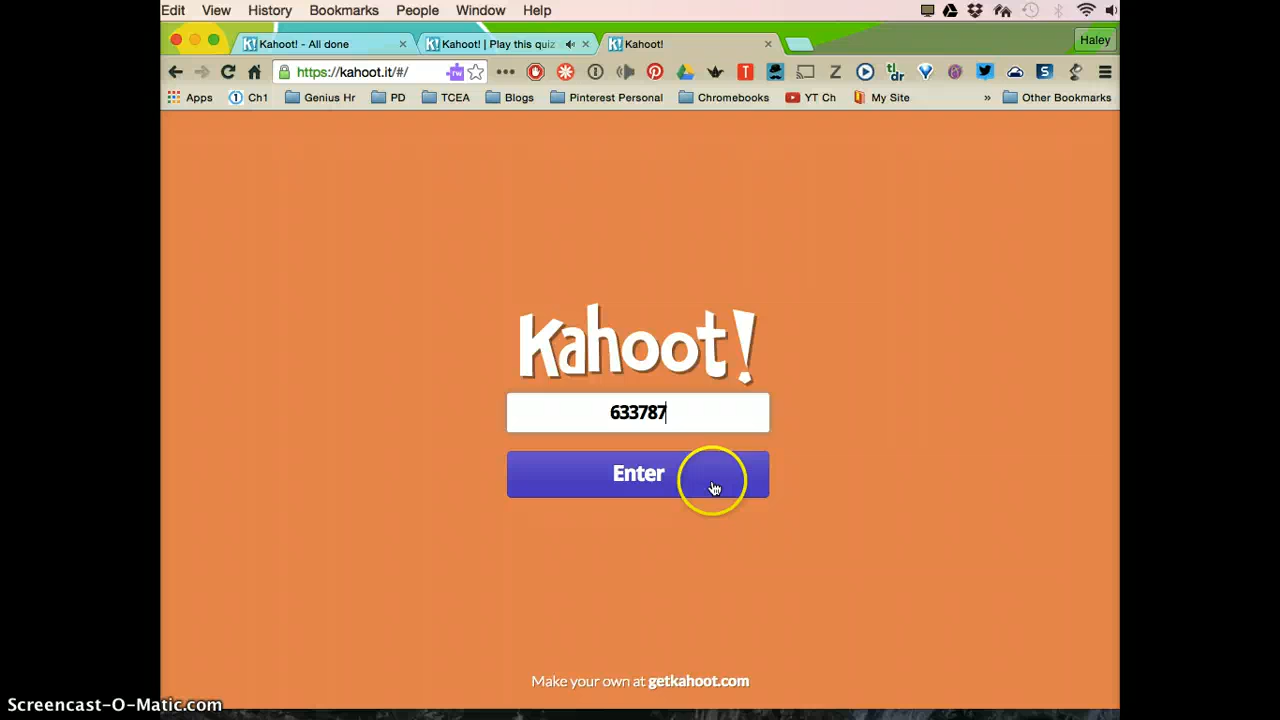 Edit View History Bookmarks People Window Help
Kahoot! - All done Kahoot! | Play this quiz Kahoot! Haley
https://kahoot.it/#/
Apps Ch1 Genius Hr PD TCEA Blogs Pinterest Personal Chromebooks YT Ch My Site » Other Bookmarks
Kahoot!
633787
Enter
Make your own at getkahoot.com
Screencast-O-Matic.com